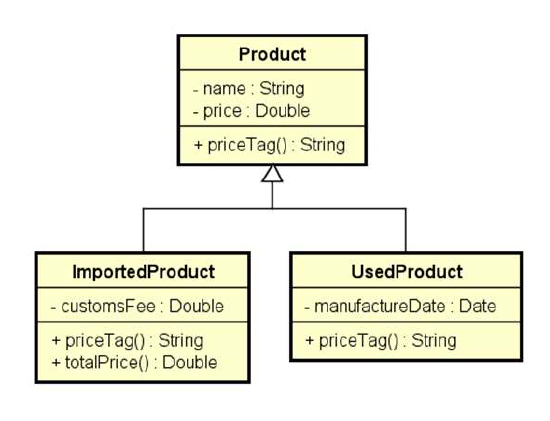 Product
- name : String
- price : Double
+ priceTag() : String
ImportedProduct
- customsFee : Double
+ priceTag() : String
+ totalPrice() : Double
UsedProduct
- manufactureDate : Date
+ priceTag() : String